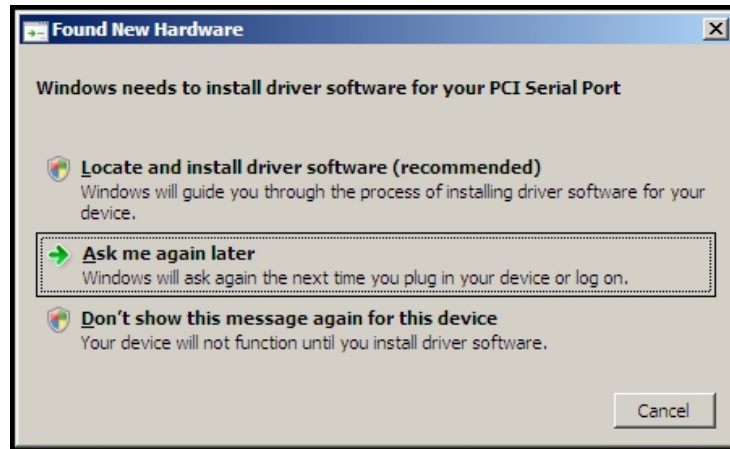 Found New Hardware
Windows needs to install driver software for your PCI Serial Port
Locate and install driver software (recommended)
Windows will guide you through the process of installing driver software for your
device.
Ask me again later
Windows will ask again the next time you plug in your device or log on.
Don't show this message again for this device
Your device will not function until you install driver software.
Cancel